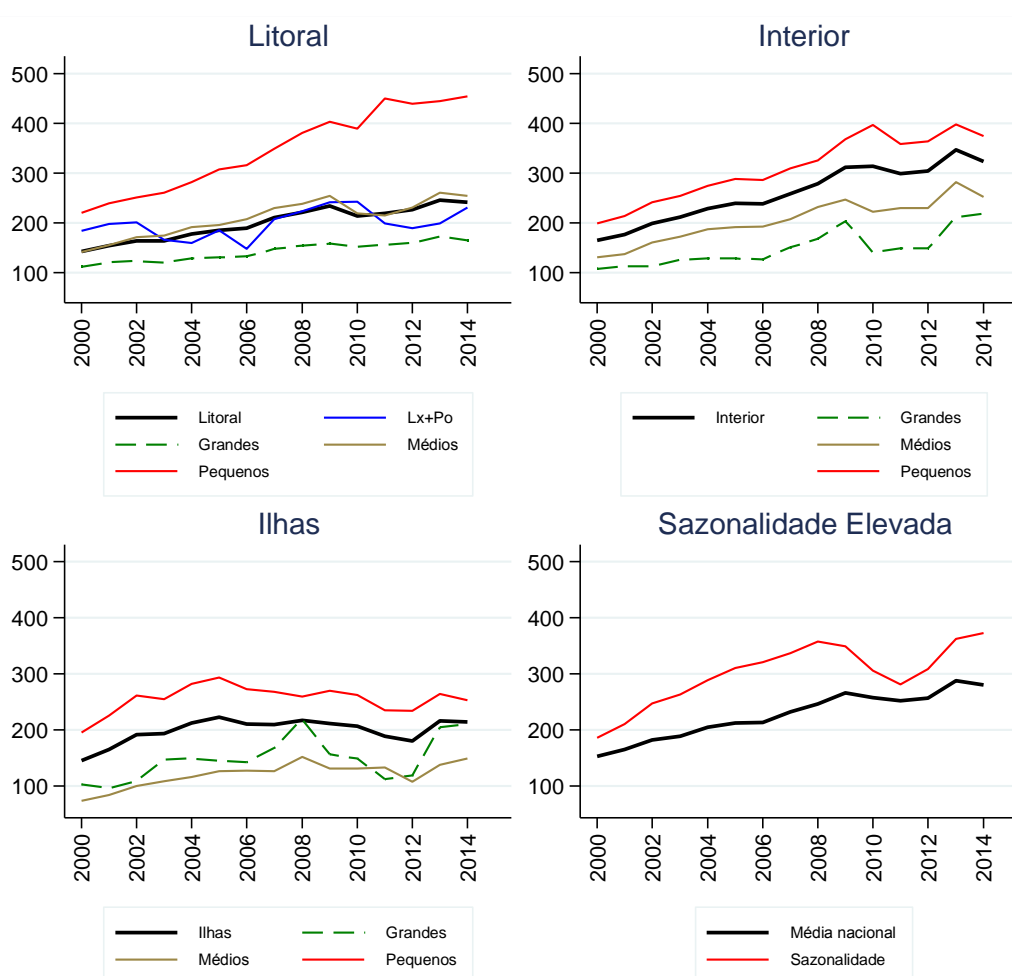 Litoral
500
400
300
200
100
2000
2002
2004
2006
2008
2010
2012
2014
Litoral
Lx+Po
Grandes
Médios
Pequenos
Interior
500
400
300
200
100
2000
2002
2004
2006
2008
2010
2012
2014
Interior
Grandes
Médios
Pequenos
Ilhas
500
400
300
200
100
2000
2002
2004
2006
2008
2010
2012
2014
Ilhas
Grandes
Médios
Pequenos
Sazonalidade Elevada
500
400
300
200
100
2000
2002
2004
2006
2008
2010
2012
2014
Média nacional
Sazonalidade